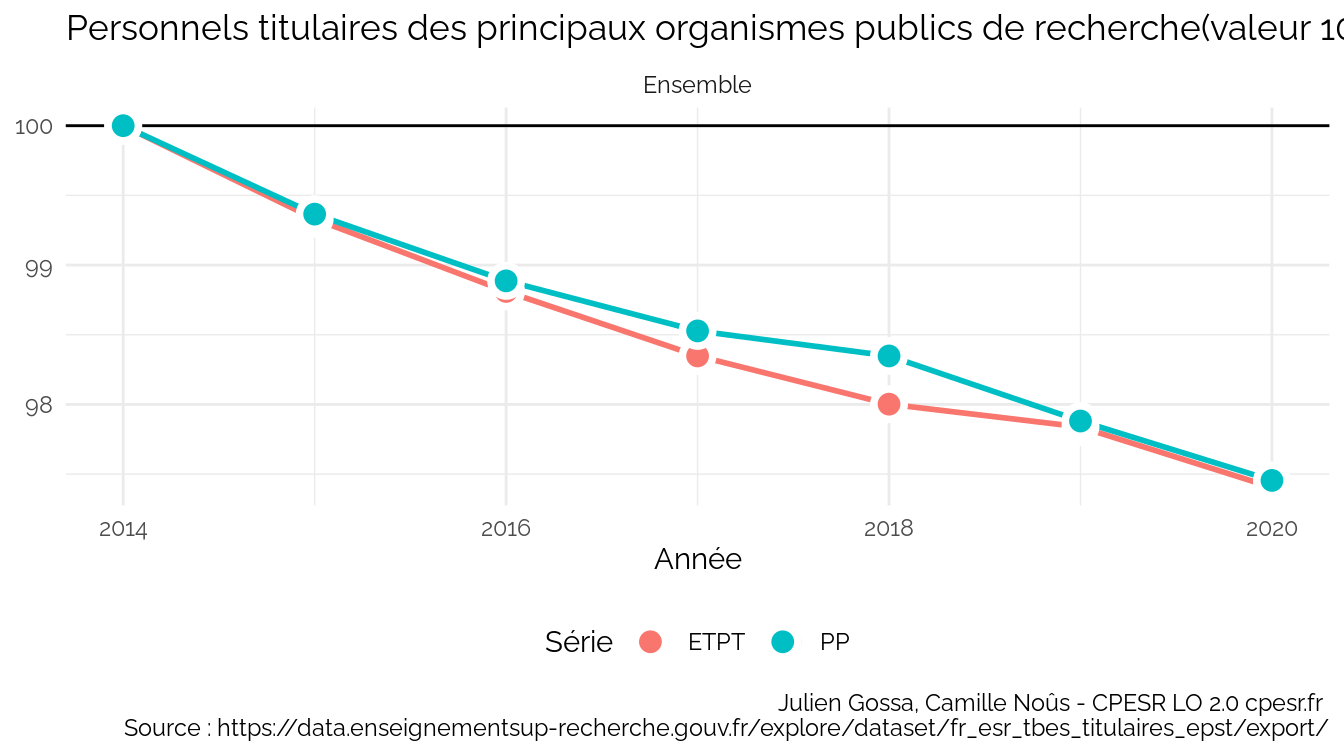 Personnels titulaires des principaux organismes publics de recherche(valeur 10
Ensemble
100
99
98
2014 2016 2018 2020
Année
Série ETPT PP
Julien Gossa, Camille Noûs - CPESR LO 2.0 cpesr.fr
Source : https://data.enseignementsup-recherche.gouv.fr/explore/dataset/fr_esr_tbes_titulaires_epst/export/